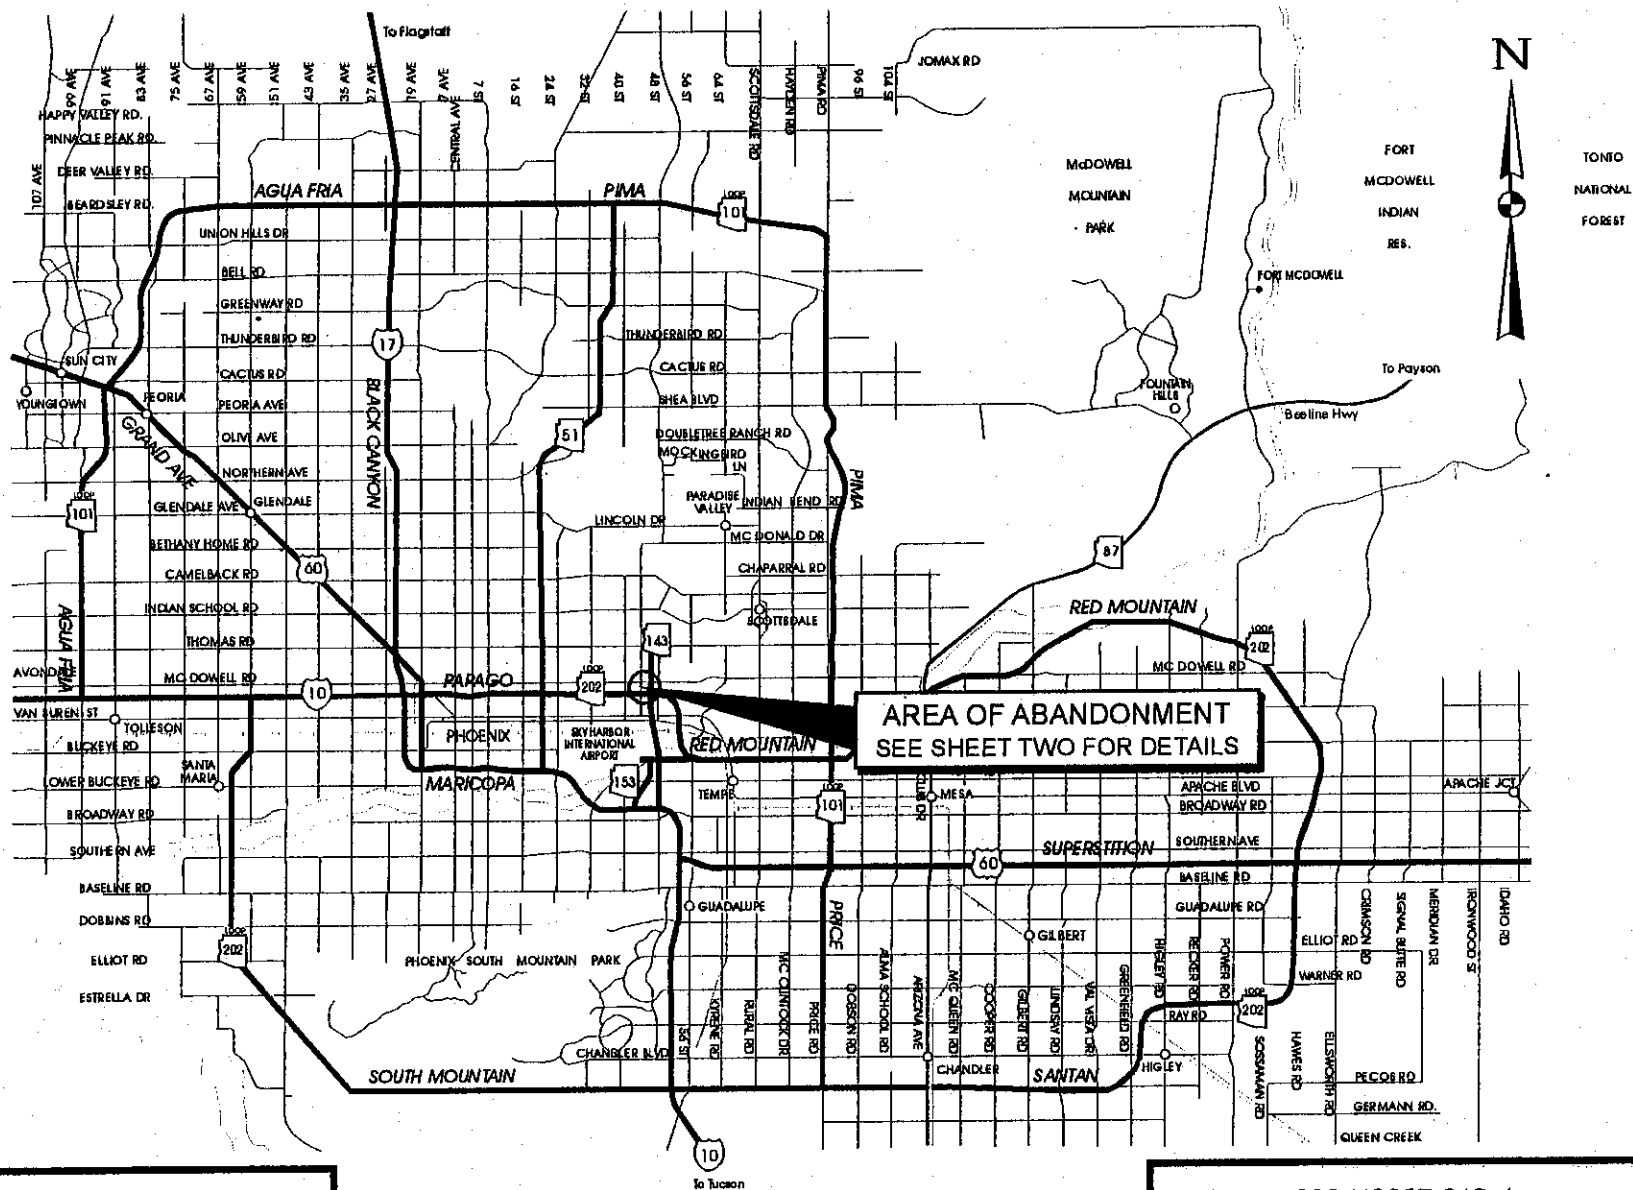 To Flagstaff
N
99 AVE
91 AVE
83 AVE
75 AVE
67 AVE
59 AVE
51 AVE
43 AVE
35 AVE
27 AVE
19 AVE
7 AVE
CENTRAL AVE
7 ST
16 ST
24 ST
32 ST
40 ST
48 ST
56 ST
64 ST
SCOTTSDALE RD
HAYDEN RD
PIMA RD
96 ST
104 ST
JOMAX RD
HAPPY VALLEY RD.
PINNACLE PEAK RD.
DEER VALLEY RD.
BEARDSLEY RD.
107 AVE
AGUA FRIA
PIMA
LOOP
101
McDOWELL
MOUNTAIN
PARK
FORT
MCDOWELL
INDIAN
RES.
TONTO
NATIONAL
FOREST
UNION HILLS DR
BELL RD
GREENWAY RD
THUNDERBIRD RD
CACTUS RD
PEORIA AVE
OLIVE AVE
NORTHERN AVE
GLENDALE AVE
GLENDALE
BETHANY HOME RD
CAMELBACK RD
INDIAN SCHOOL RD
THOMAS RD
MC DOWELL RD
SUN CITY
YOUNGTOWN
PEORIA
GRAND AVE
17
BLACK CANYON
51
60
LOOP
101
AGUA FRIA
FORT MCDOWELL
THUNDERBIRD RD
CACTUS RD
SHEA BLVD
DOUBLETREE RANCH RD
MOCKINGBIRD
LN
PARADISE
VALLEY
INDIAN BEND RD
LINCOLN DR
MC DONALD DR
CHAPARRAL RD
SCOTTSDALE
PIMA
FOUNTAIN
HILLS
To Payson
Beeline Hwy
87
RED MOUNTAIN
LOOP
202
MC DOWELL RD
143
AVONDALE
PAPAGO
LOOP
202
10
VAN BUREN ST
TOLLESON
BUCKEYE RD
SANTA
MARIA
LOWER BUCKEYE RD
BROADWAY RD
SOUTHERN AVE
BASELINE RD
DOBBINS RD
ELLIOT RD
ESTRELLA DR
PHOENIX
SKY HARBOR
INTERNATIONAL
AIRPORT
MARICOPA
153
RED MOUNTAIN
TEMPE
AREA OF ABANDONMENT
SEE SHEET TWO FOR DETAILS
LOOP
101
MESA
APACHE BLVD
BROADWAY RD
APACHE JCT
SOUTHERN AVE
SUPERSTITION
60
BASELINE RD
GUADALUPE RD
GUADALUPE
PRICE
GILBERT
LOOP
202
PHOENIX SOUTH MOUNTAIN PARK
CHANDLER BLVD
56 ST
KYRENE RD
RURAL RD
MC CLINTOCK DR
PRICE RD
DOBSON RD
ALMA SCHOOL RD
ARIZONA AVE
MC QUEEN RD
COOPER RD
GILBERT RD
LINDSAY RD
VAL VISTA DR
GREENFIELD RD
HIGLEY RD
RECKER RD
POWER RD
RAY RD
LOOP
202
ELLIOT RD
WARNER RD
CRIMSON RD
SIGNAL BUTTE RD
MERIDIAN DR
IRONWOOD ST
IDAHO RD
SOSSAMAN RD
HAWES RD
ELLSWORTH RD
PECOS RD
GERMANN RD.
QUEEN CREEK
SOUTH MOUNTAIN
CHANDLER
SANTAN
HIGLEY
10
To Tucson